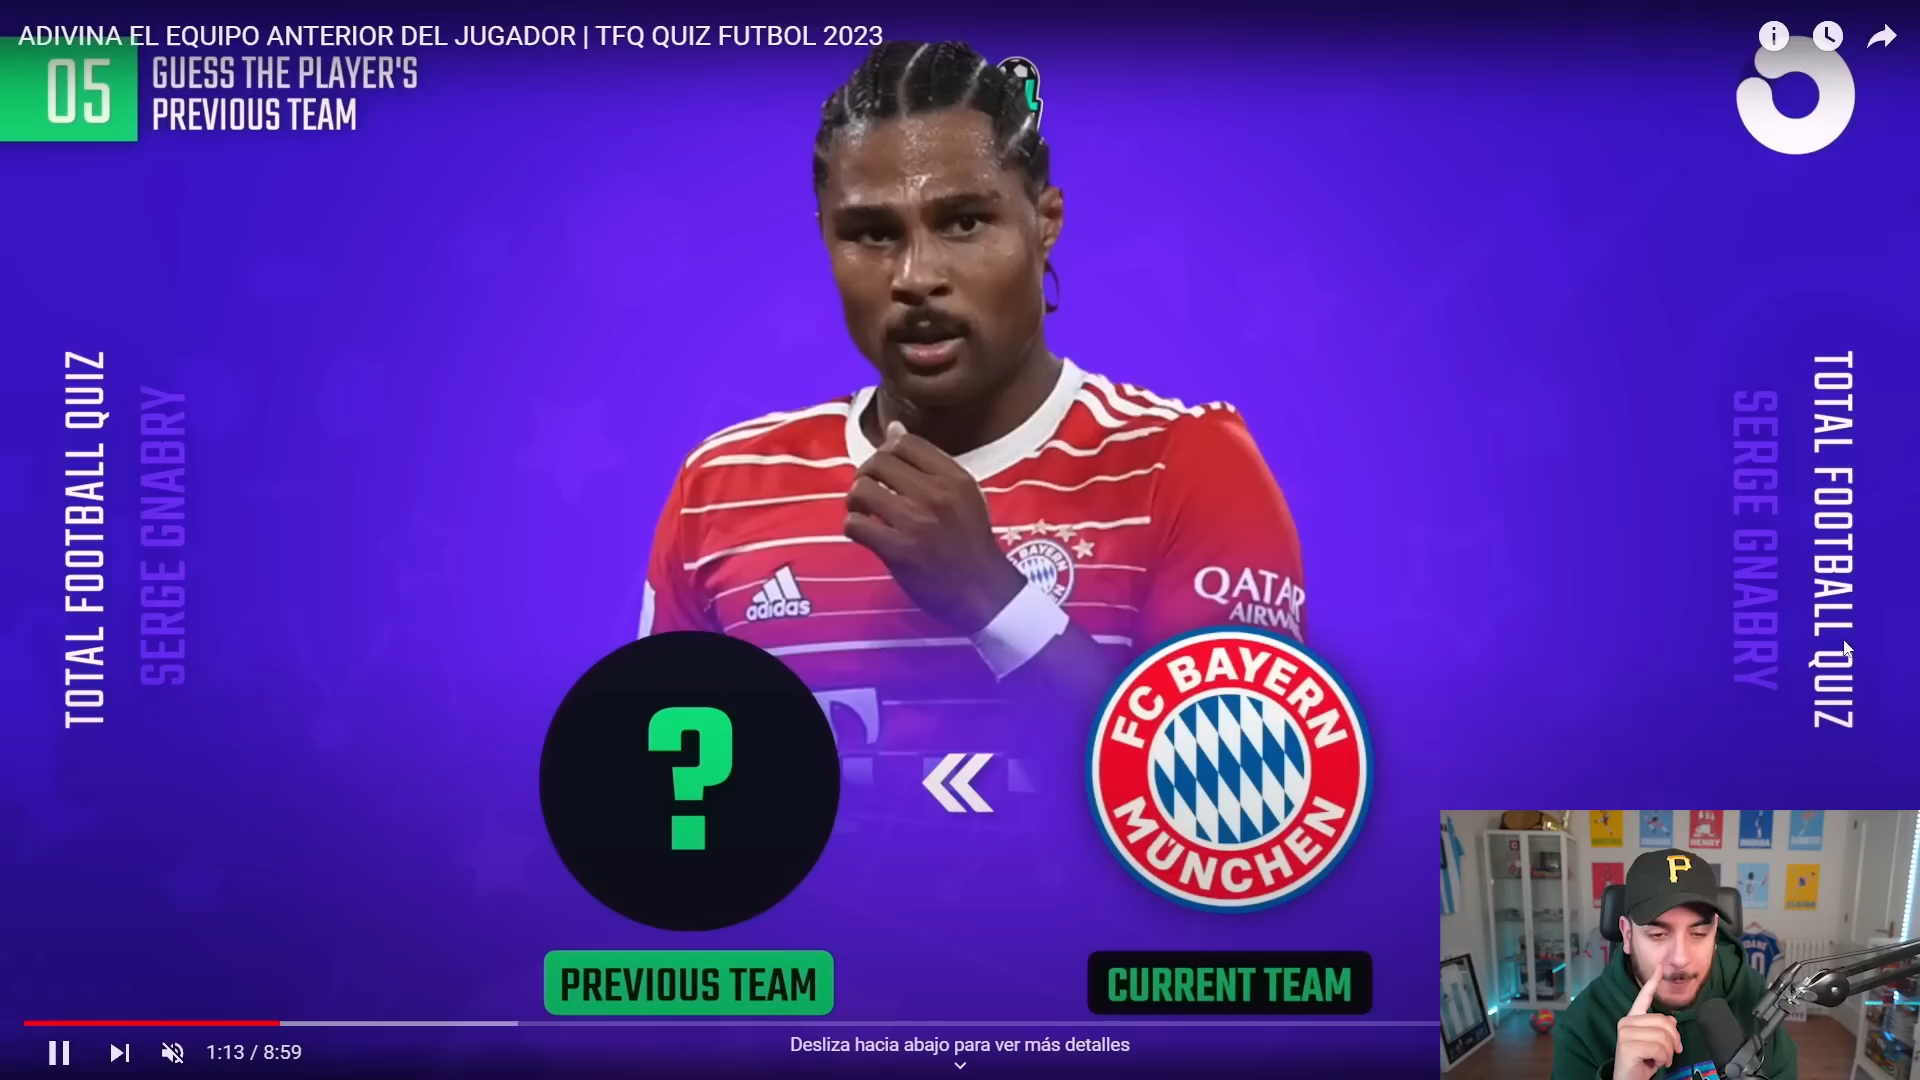 ADIVINA EL EQUIPO ANTERIOR DEL JUGADOR | TFQ QUIZ FUTBOL 2023
05
GUESS THE PLAYER'S
PREVIOUS TEAM
TOTAL FOOTBALL QUIZ
SERGE GNABRY
SERGE GNABRY
TOTAL FOOTBALL QUIZ
adidas
BAYERN
QATAR
AIRW
?
FC BAYERN
MÜNCHEN
PREVIOUS TEAM
CURRENT TEAM
HENRY
P
1:13 / 8:59
Desliza hacia abajo para ver más detalles